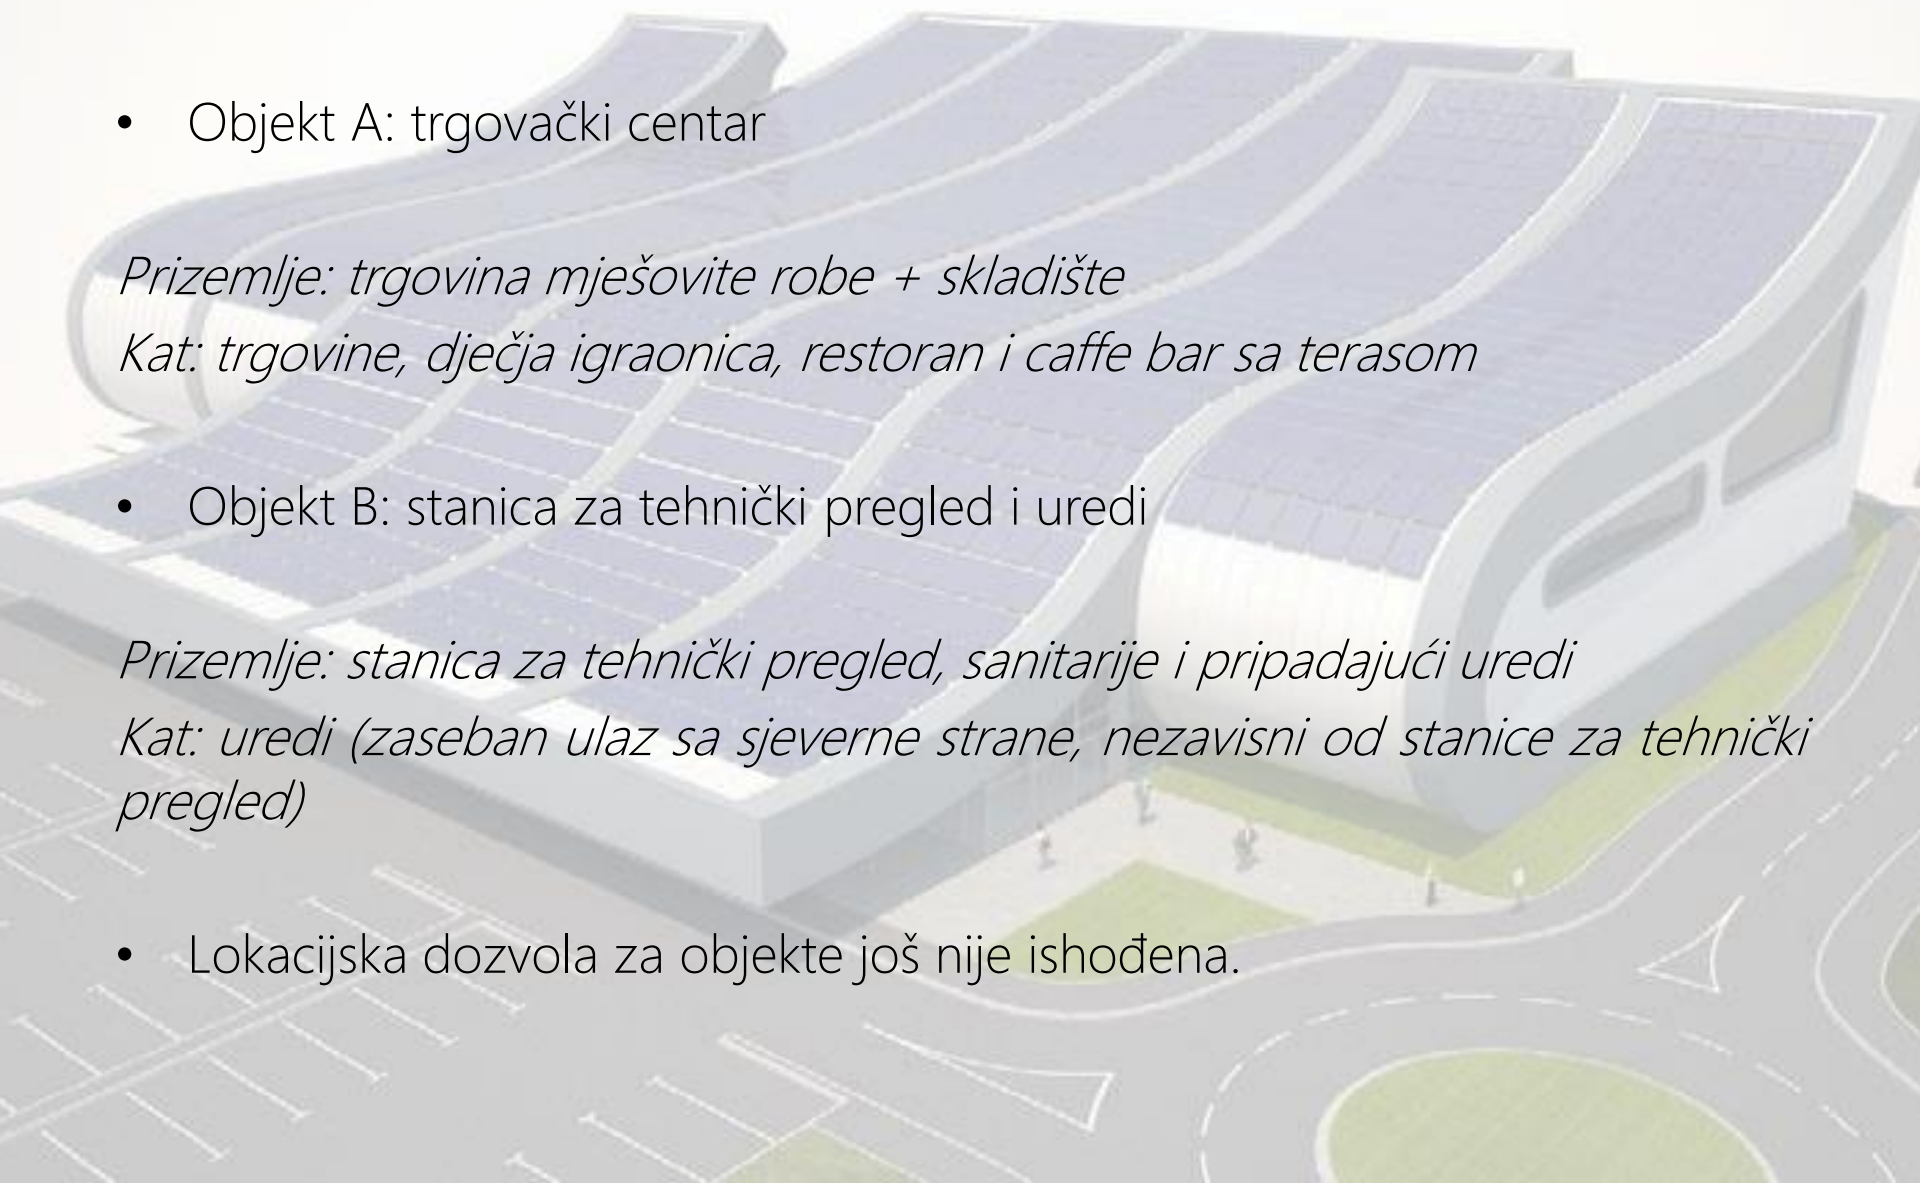 • Objekt A: trgovački centar
Prizemlje: trgovina mješovite robe + skladište
Kat: trgovine, dječja igraonica, restoran i caffe bar sa terasom
• Objekt B: stanica za tehnički pregled i uredi
Prizemlje: stanica za tehnički pregled, sanitarije i pripadajući uredi
Kat: uredi (zaseban ulaz sa sjeverne strane, nezavisni od stanice za tehnički
pregled)
• Lokacijska dozvola za objekte još nije ishođena.